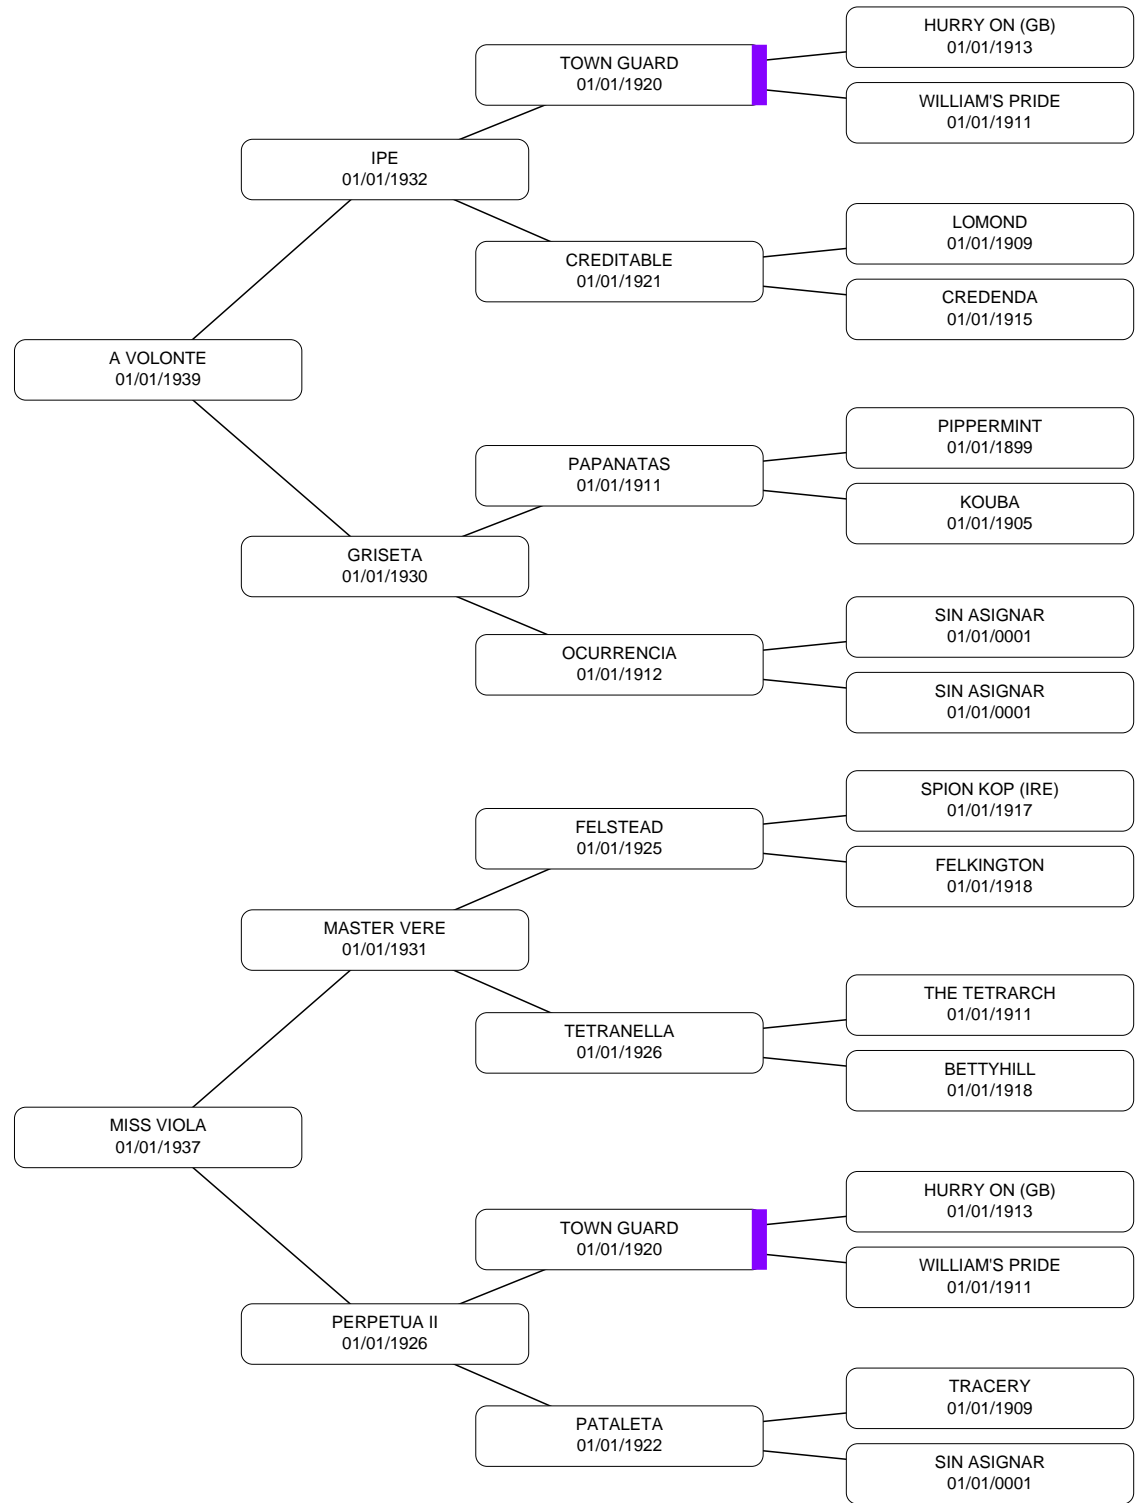 HURRY ON (GB)
01/01/1913
TOWN GUARD
01/01/1920
WILLIAM'S PRIDE
01/01/1911
IPE
01/01/1932
LOMOND
01/01/1909
CREDITABLE
01/01/1921
CREDENDA
01/01/1915
A VOLONTE
01/01/1939
PIPPERMINT
01/01/1899
PAPANATAS
01/01/1911
KOUBA
01/01/1905
GRISETA
01/01/1930
SIN ASIGNAR
01/01/0001
OCURRENCIA
01/01/1912
SIN ASIGNAR
01/01/0001
SPION KOP (IRE)
01/01/1917
FELSTEAD
01/01/1925
FELKINGTON
01/01/1918
MASTER VERE
01/01/1931
THE TETRARCH
01/01/1911
TETRANELLA
01/01/1926
BETTYHILL
01/01/1918
MISS VIOLA
01/01/1937
HURRY ON (GB)
01/01/1913
TOWN GUARD
01/01/1920
WILLIAM'S PRIDE
01/01/1911
PERPETUA II
01/01/1926
TRACERY
01/01/1909
PATALETA
01/01/1922
SIN ASIGNAR
01/01/0001